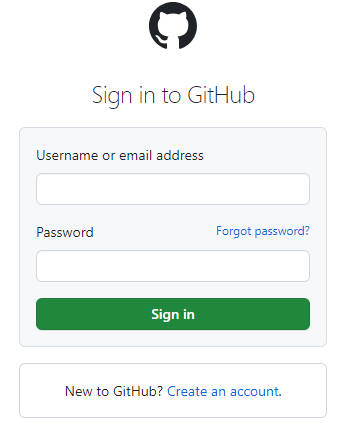 Sign in to GitHub
Username or email address
Password Forgot password?
Sign in
New to GitHub? Create an account.